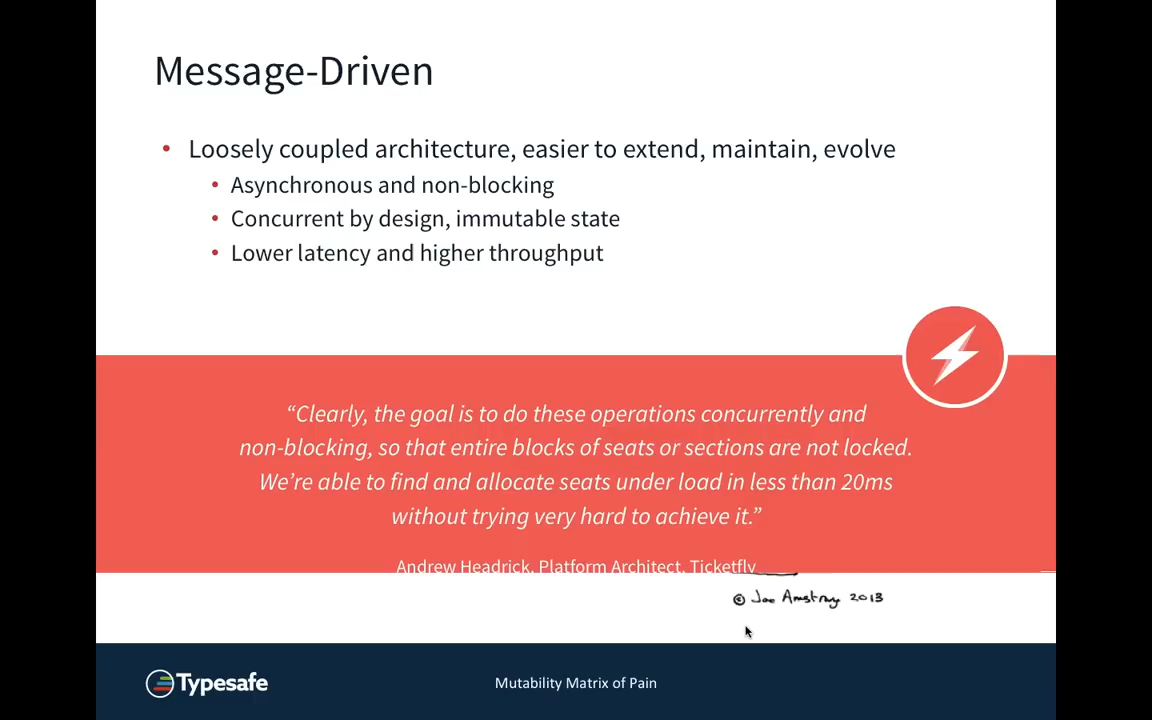 Message-Driven
• Loosely coupled architecture, easier to extend, maintain, evolve
• Asynchronous and non-blocking
• Concurrent by design, immutable state
• Lower latency and higher throughput
“Clearly, the goal is to do these operations concurrently and
non-blocking, so that entire blocks of seats or sections are not locked.
We’re able to find and allocate seats under load in less than 20ms
without trying very hard to achieve it.”
Andrew Headrick, Platform Architect, Ticketfly
© Joe Armstrong 2013
Typesafe
Mutability Matrix of Pain